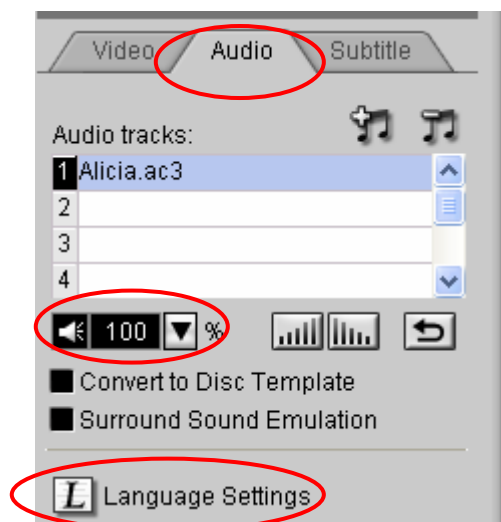 Video Audio Subtitle
Audio tracks:
1 Alicia.ac3
2
3
4
100 %
Convert to Disc Template
Surround Sound Emulation
L Language Settings